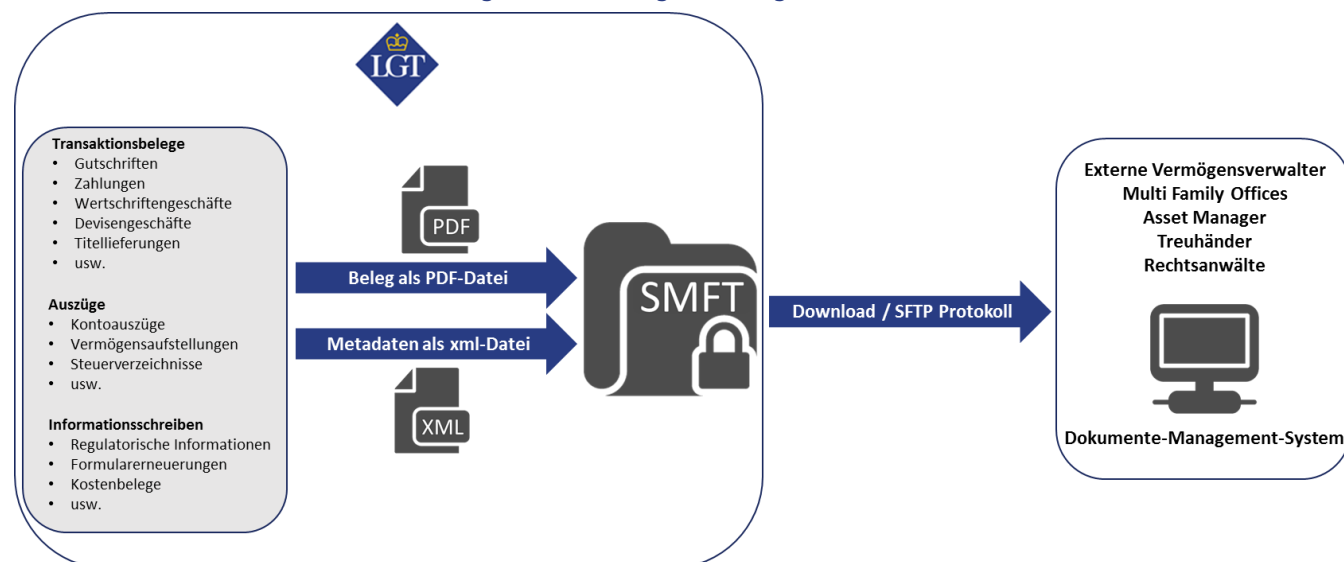 LGT
Transaktionsbelege
• Gutschriften
• Zahlungen
• Wertschriftengeschäfte
• Devisengeschäfte
• Titellieferungen
• usw.
Auszüge
• Kontoauszüge
• Vermögensaufstellungen
• Steuerverzeichnisse
• usw.
Informationsschreiben
• Regulatorische Informationen
• Formularerneuerungen
• Kostenbelege
• usw.
PDF
Beleg als PDF-Datei
Metadaten als xml-Datei
XML
SMFT
Download / SFTP Protokoll
Externe Vermögensverwalter
Multi Family Offices
Asset Manager
Treuhänder
Rechtsanwälte
Dokumente-Management-System